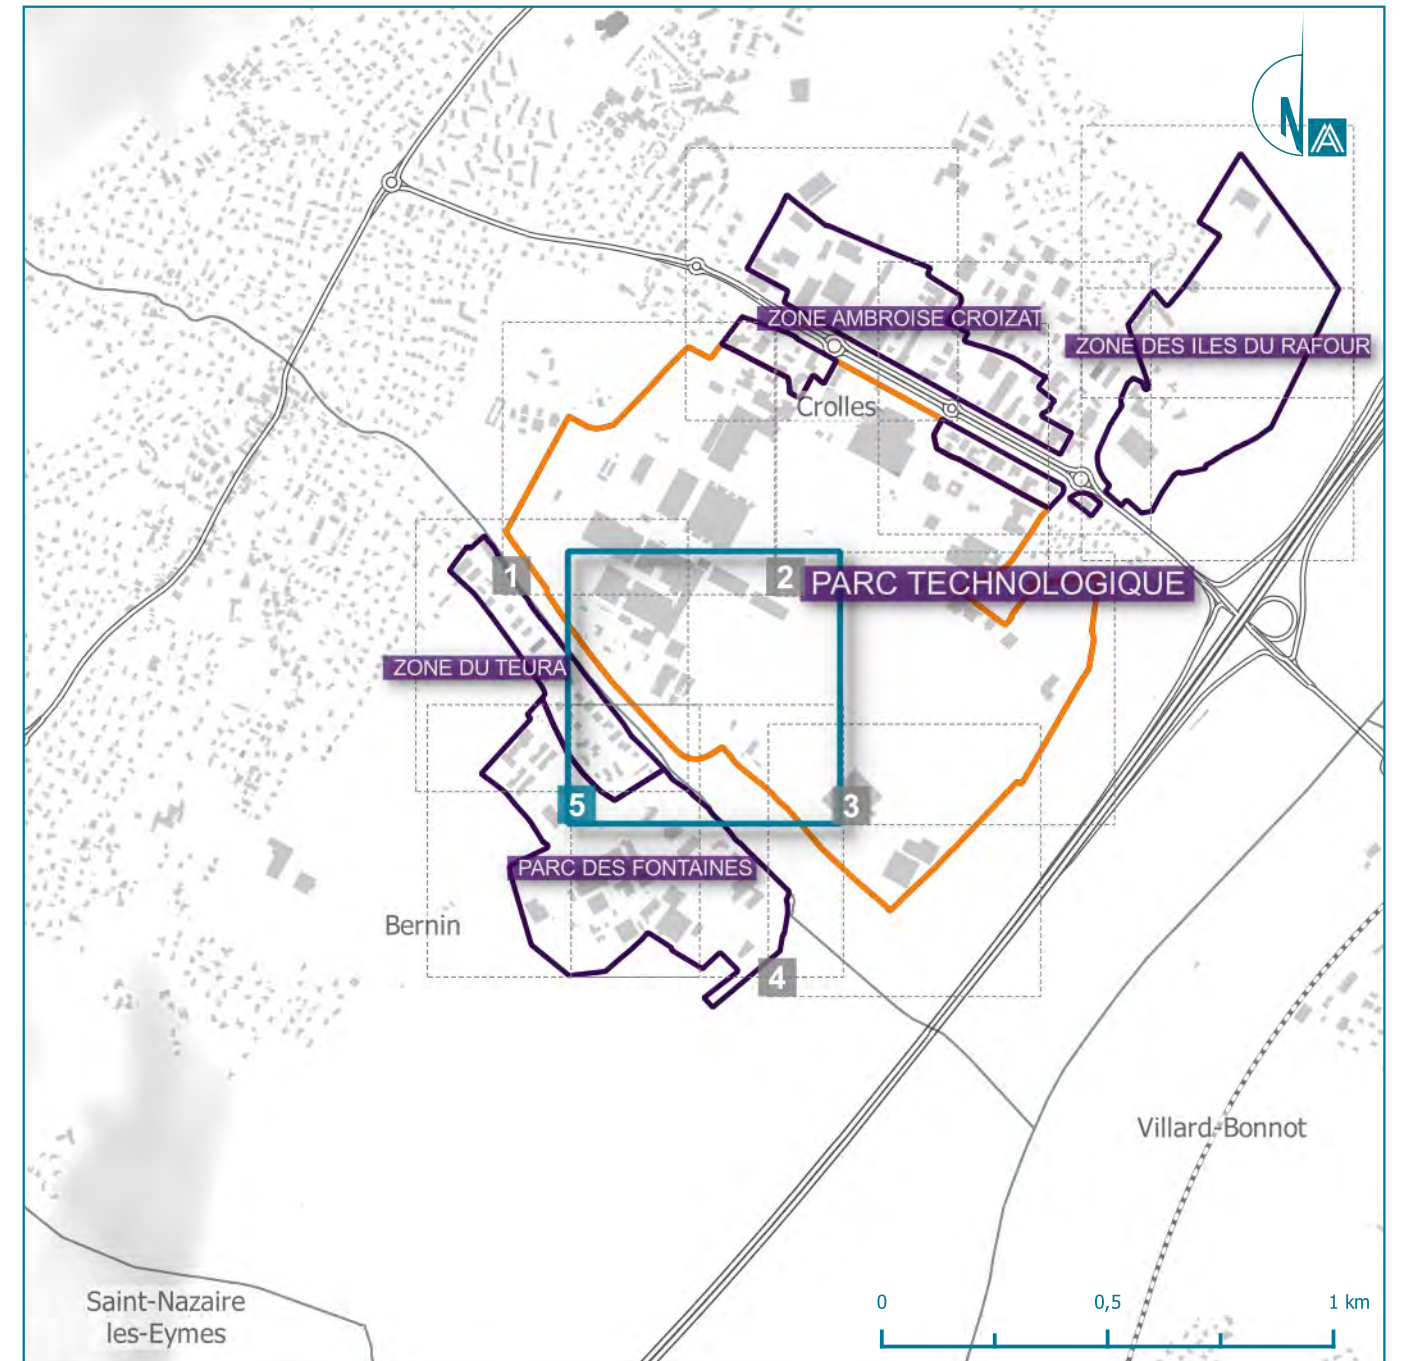 N
ZONE AMBROISE CROIZAT
ZONE DES ILES DU RAFOUR
Crolles
1
2
PARC TECHNOLOGIQUE
ZONE DU TEURA
5
3
PARC DES FONTAINES
Bernin
4
Villard-Bonnot
Saint-Nazaire
les-Eymes
0 0,5 1 km